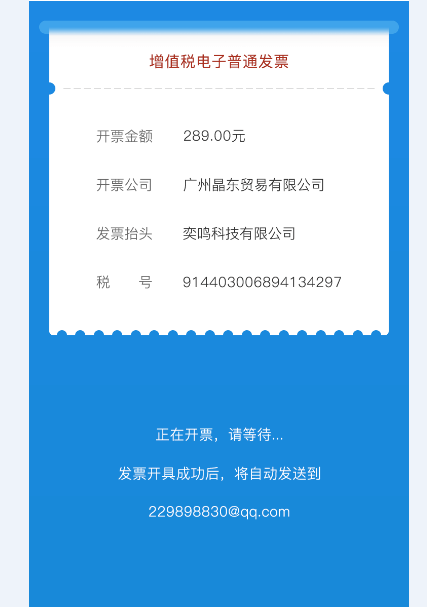 增值税电子普通发票
开票金额 289.00元
开票公司 广州晶东贸易有限公司
发票抬头 奕鸣科技有限公司
税 号 914403006894134297
正在开票，请等待...
发票开具成功后，将自动发送到
229898830@qq.com